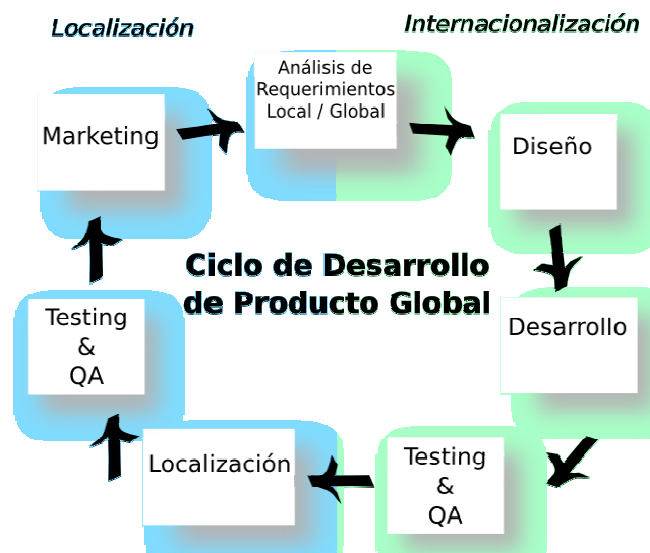 Localización
Internacionalización
Análisis de
Requerimientos
Local / Global
Marketing
Diseño
Ciclo de Desarrollo
de Producto Global
Testing
&
QA
Desarrollo
Localización
Testing
&
QA